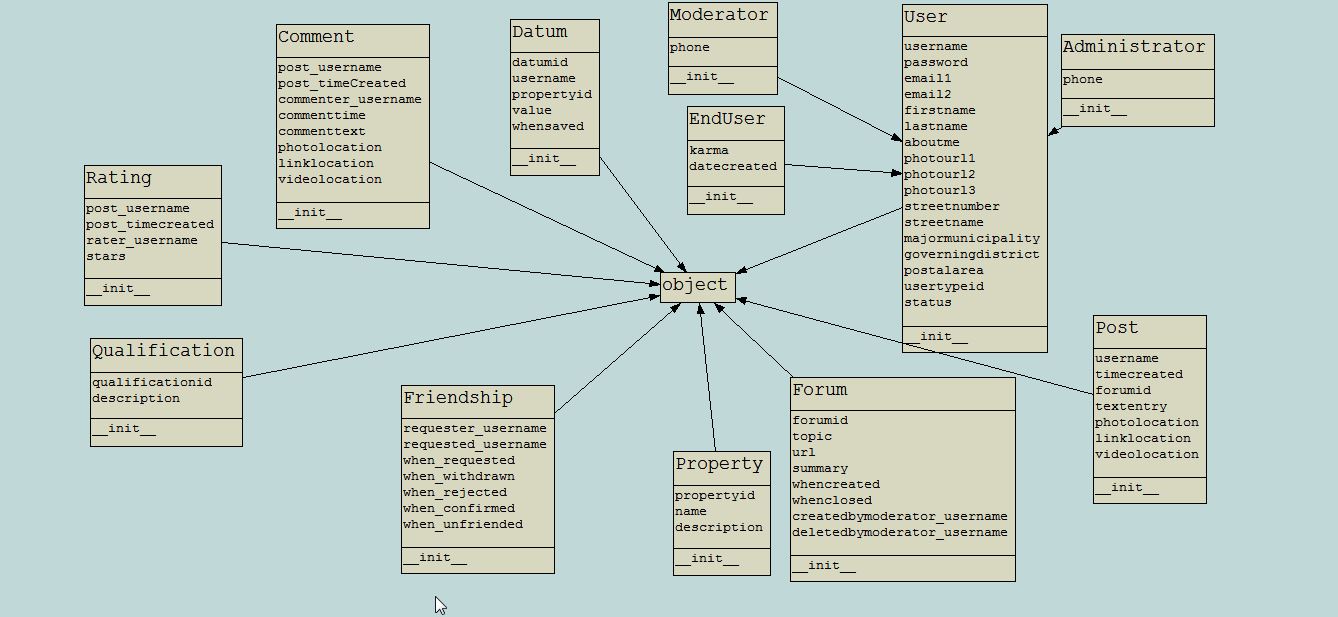 Comment
post_username
post_timeCreated
commenter_username
commenttime
commenttext
photolocation
linklocation
videolocation
__init__
Datum
datumid
username
propertyid
value
whensaved
__init__
Moderator
phone
__init__
User
username
password
email1
email2
firstname
lastname
aboutme
photourl1
photourl2
photourl3
streetnumber
streetname
majormunicipality
governingdistrict
postalarea
usertypeid
status
__init__
Administrator
phone
__init__
EndUser
karma
datecreated
__init__
Rating
post_username
post_timecreated
rater_username
stars
__init__
object
Qualification
qualificationid
description
__init__
Friendship
requester_username
requested_username
when_requested
when_withdrawn
when_rejected
when_confirmed
when_unfriended
__init__
Property
propertyid
name
description
__init__
Forum
forumid
topic
url
summary
whencreated
whenclosed
createdbymoderator_username
deletedbymoderator_username
__init__
Post
username
timecreated
forumid
textentry
photolocation
linklocation
videolocation
__init__